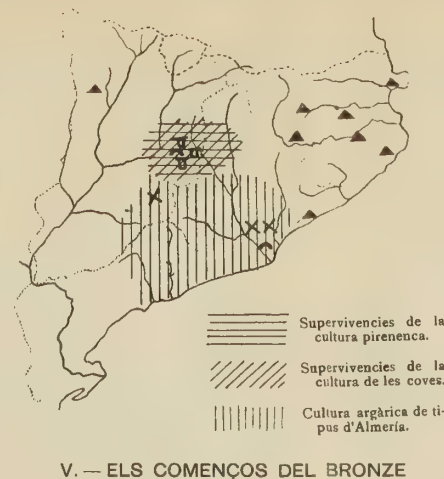 Supervivencies de la
cultura pirenenca.
Supervivencies de la
cultura de les coves.
Cultura argàrica de ti-
pus d'Almería.
V. — ELS COMENÇOS DEL BRONZE